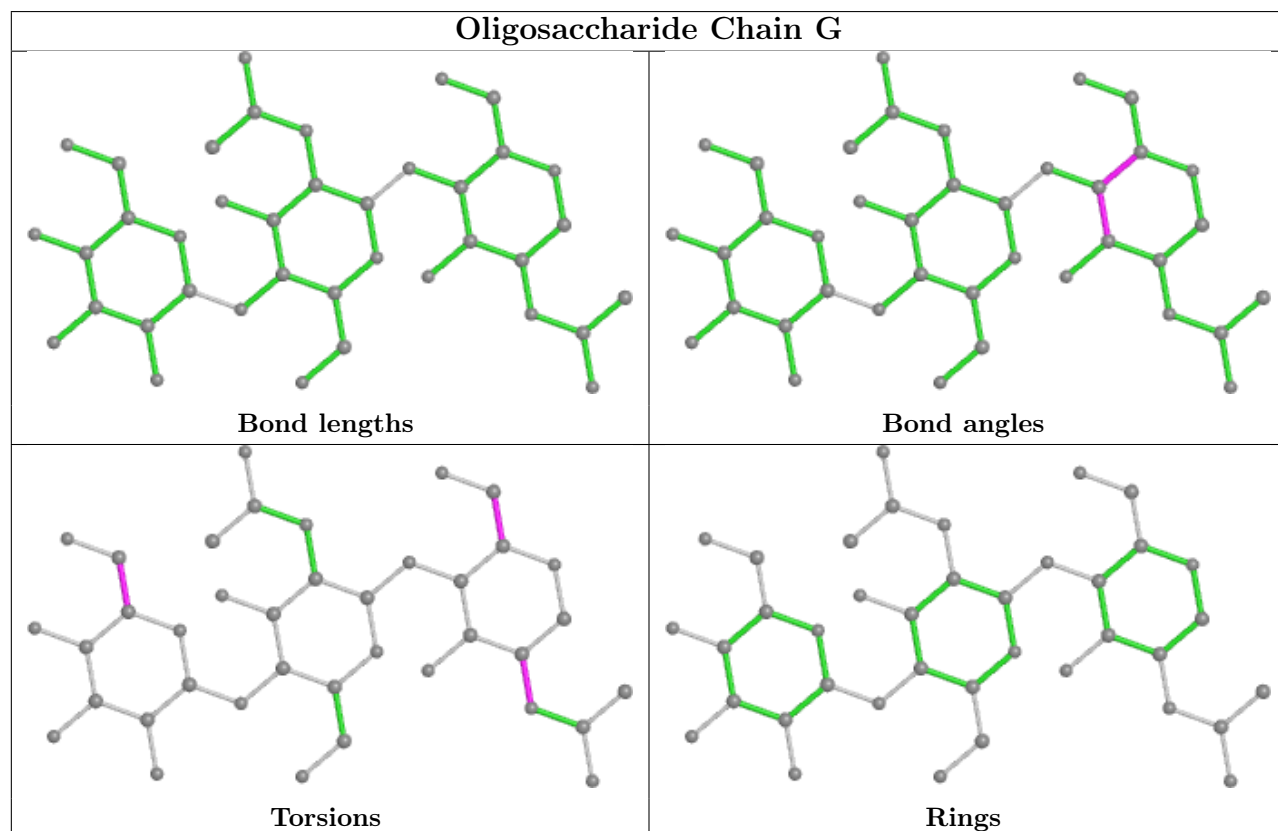 Oligosaccharide Chain G
Bond lengths
Bond angles
Torsions
Rings